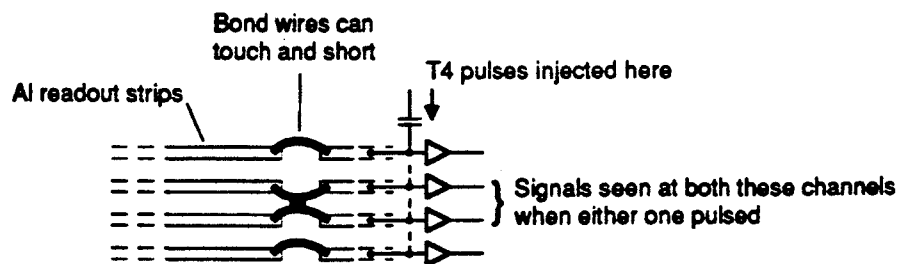 Bond wires can
touch and short
T4 pulses injected here
Al readout strips
Signals seen at both these channels
when either one pulsed